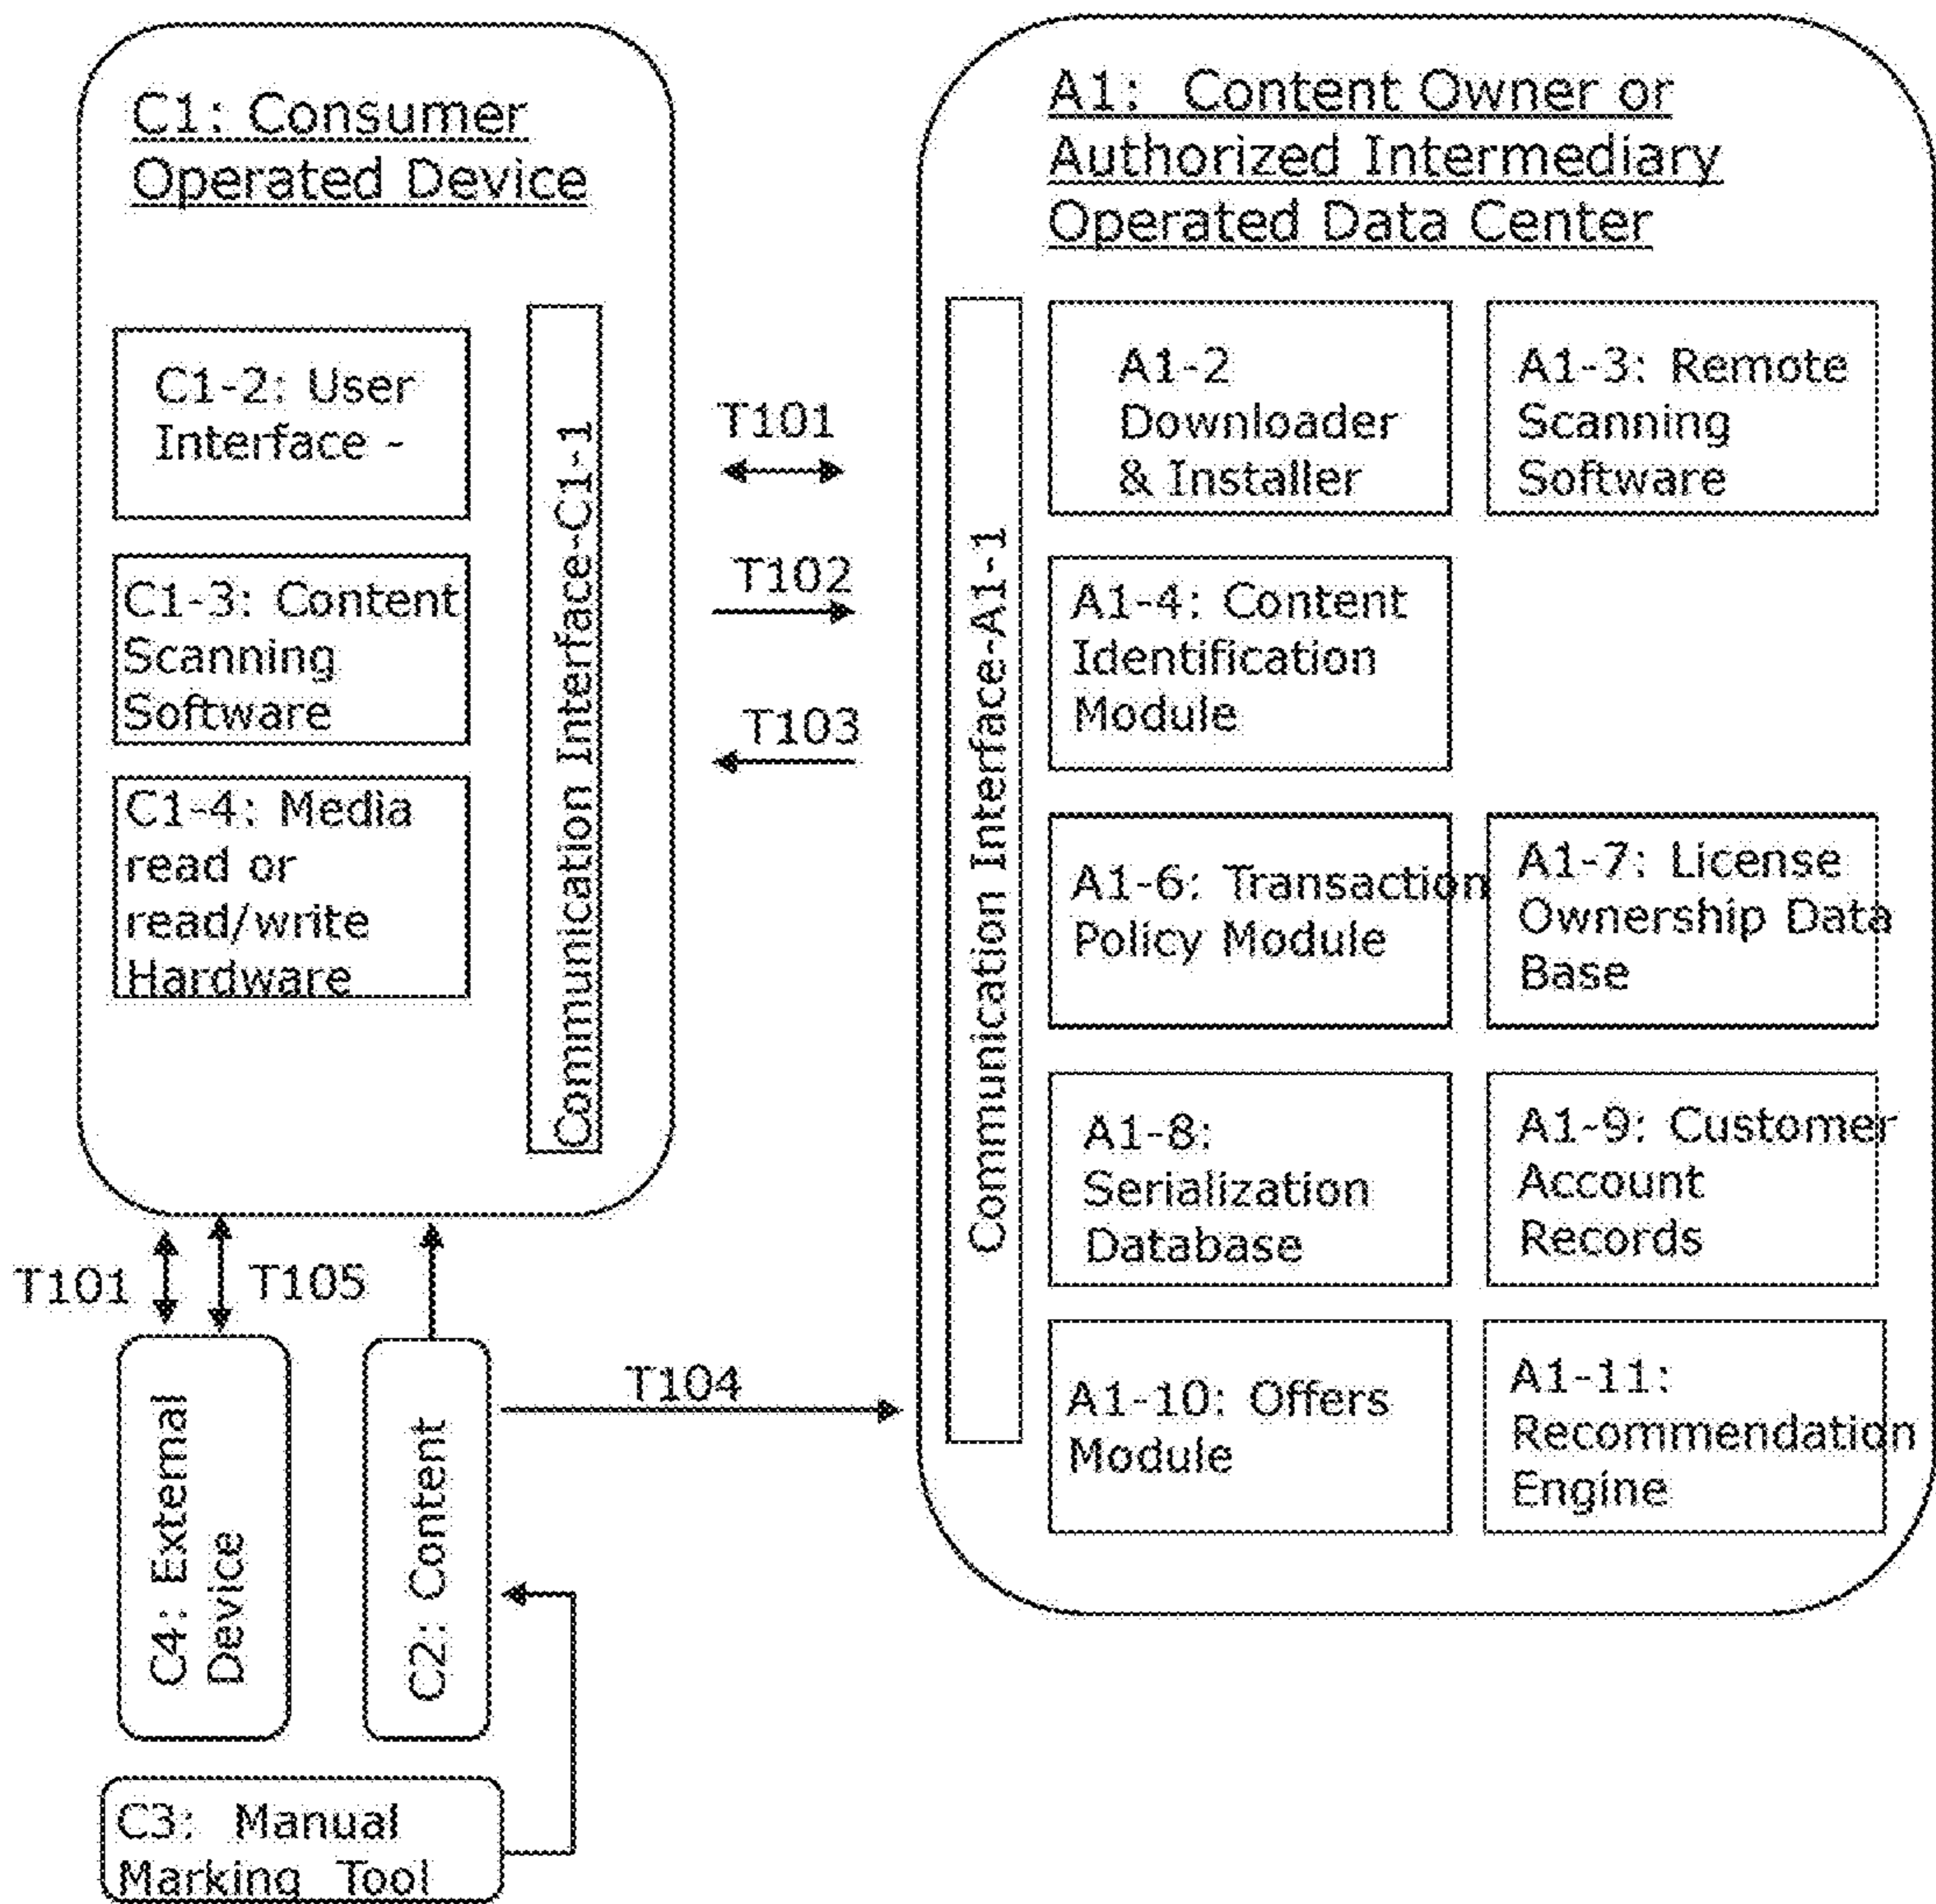 C1: Consumer
Operated Device
C1-2: User
Interface -
C1-3: Content
Scanning
Software
C1-4: Media
read or
read/write
Hardware
Communication Interface-C1-1
T101
T102
T103
A1: Content Owner or
Authorized Intermediary
Operated Data Center
Communication Interface-A1-1
A1-2
Downloader
& Installer
A1-3: Remote
Scanning
Software
A1-4: Content
Identification
Module
A1-6: Transaction
Policy Module
A1-7: License
Ownership Data
Base
A1-8:
Serialization
Database
A1-9: Customer
Account
Records
A1-10: Offers
Module
A1-11:
Recommendation
Engine
T101
T105
T104
C4: External
Device
C2: Content
C3: Manual
Marking Tool